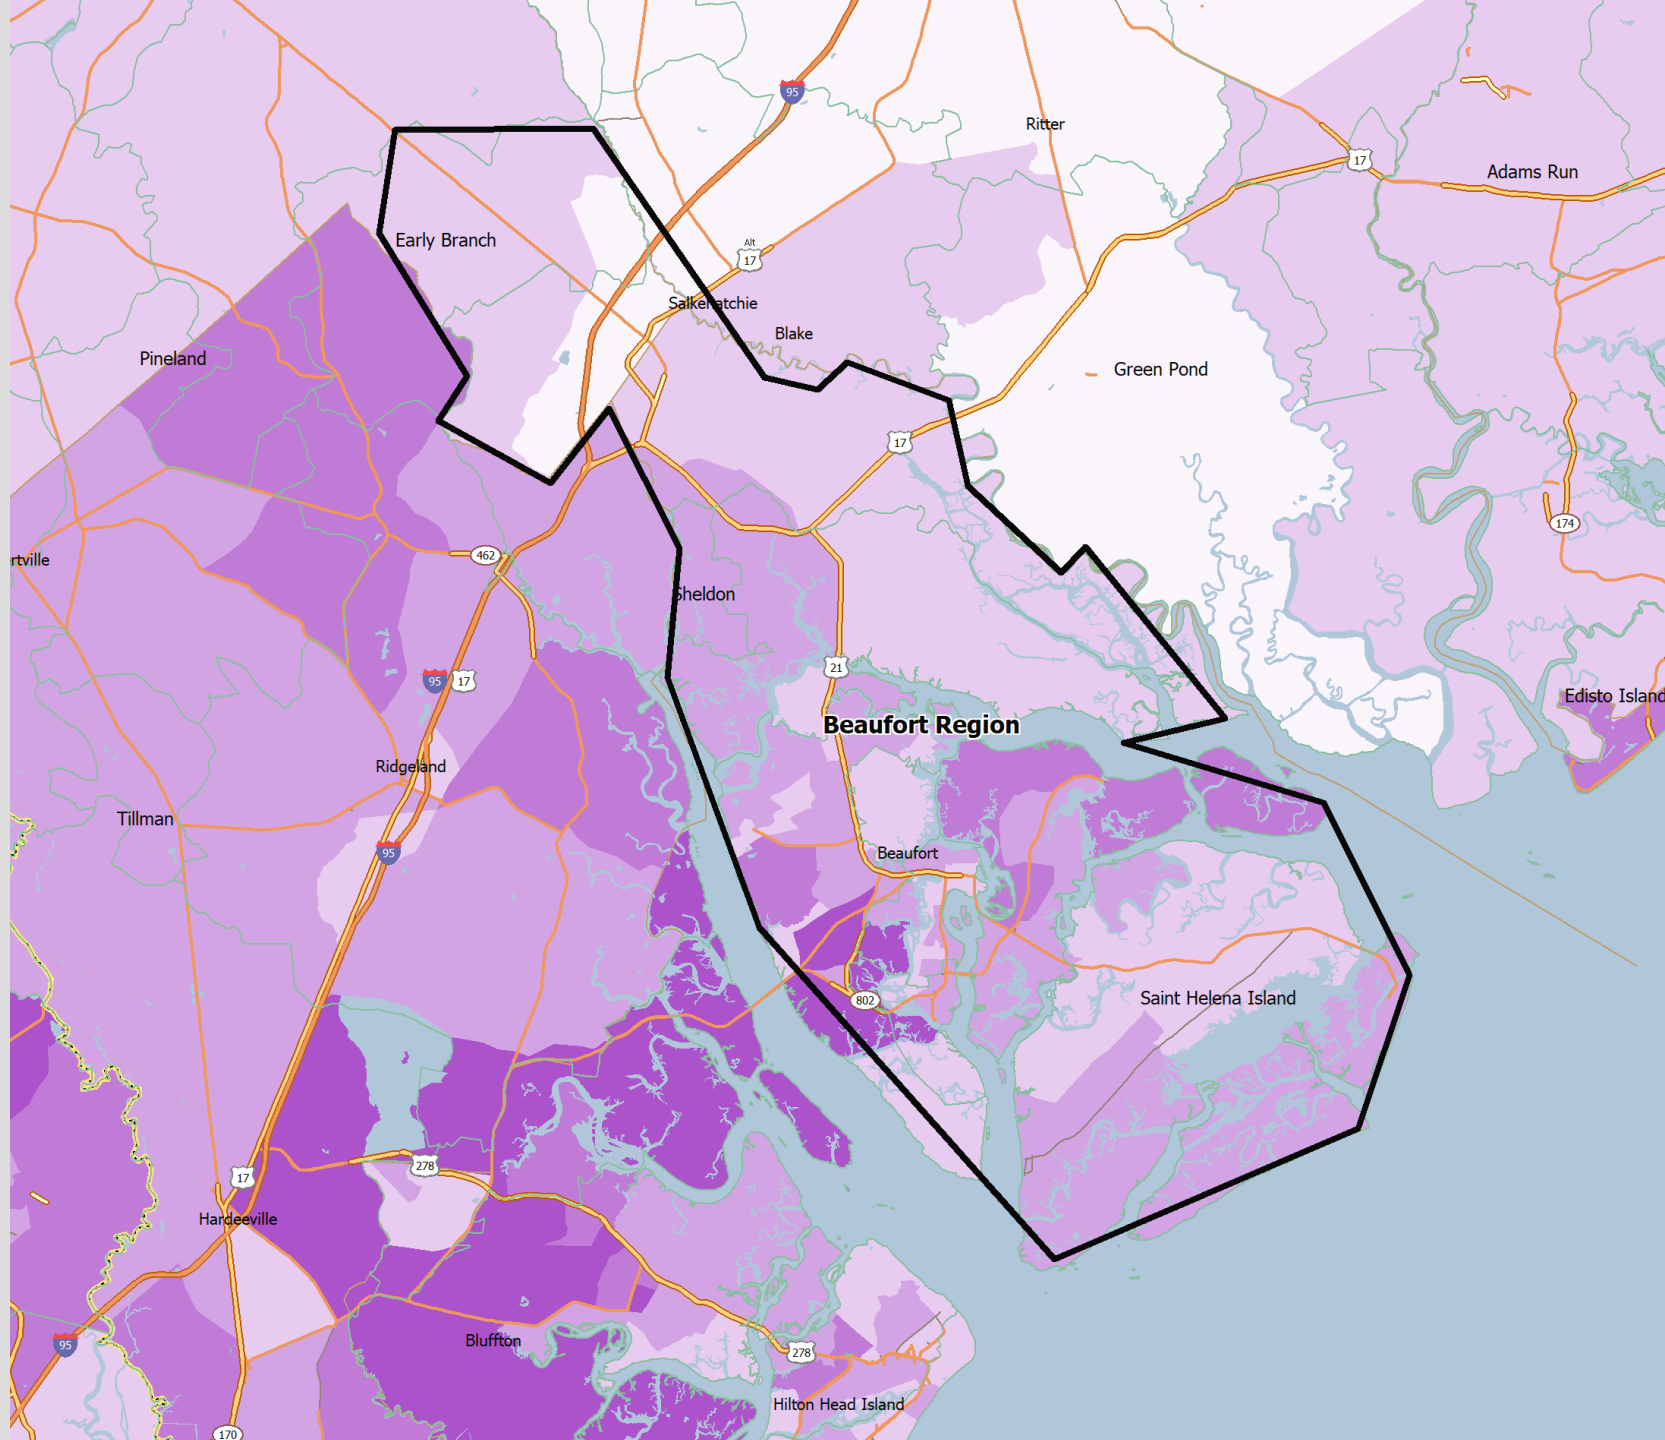 95
Ritter
17
Adams Run
Early Branch
Alt
17
Salkehatchie
Blake
Pineland
Green Pond
17
174
rtville
462
Sheldon
21
95
17
Edisto Island
Beaufort Region
Ridgeland
Tillman
95
Beaufort
802
Saint Helena Island
278
17
Hardeeville
95
Bluffton
278
Hilton Head Island
170